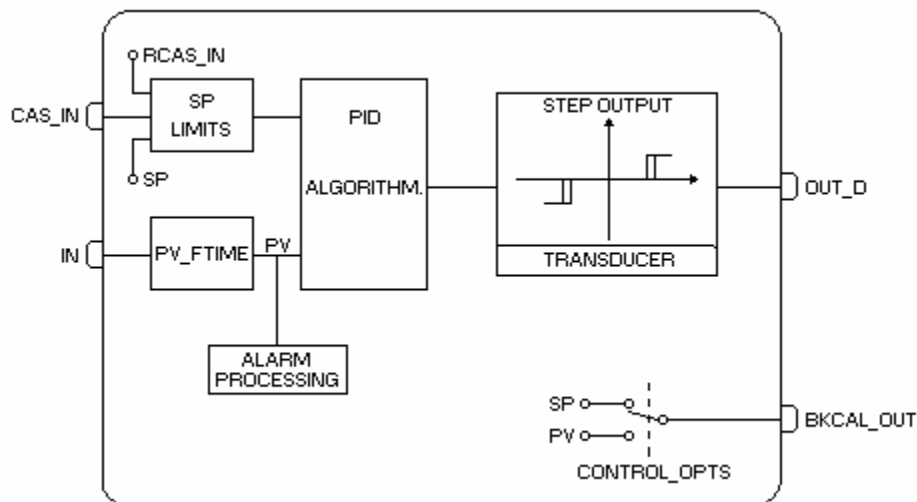 RCAS_IN
CAS_IN
SP
LIMITS
SP
PID
ALGORITHM.
STEP OUTPUT
TRANSDUCER
OUT_D
IN
PV_FTIME
PV
ALARM
PROCESSING
SP
PV
CONTROL_OPTS
BKCAL_OUT